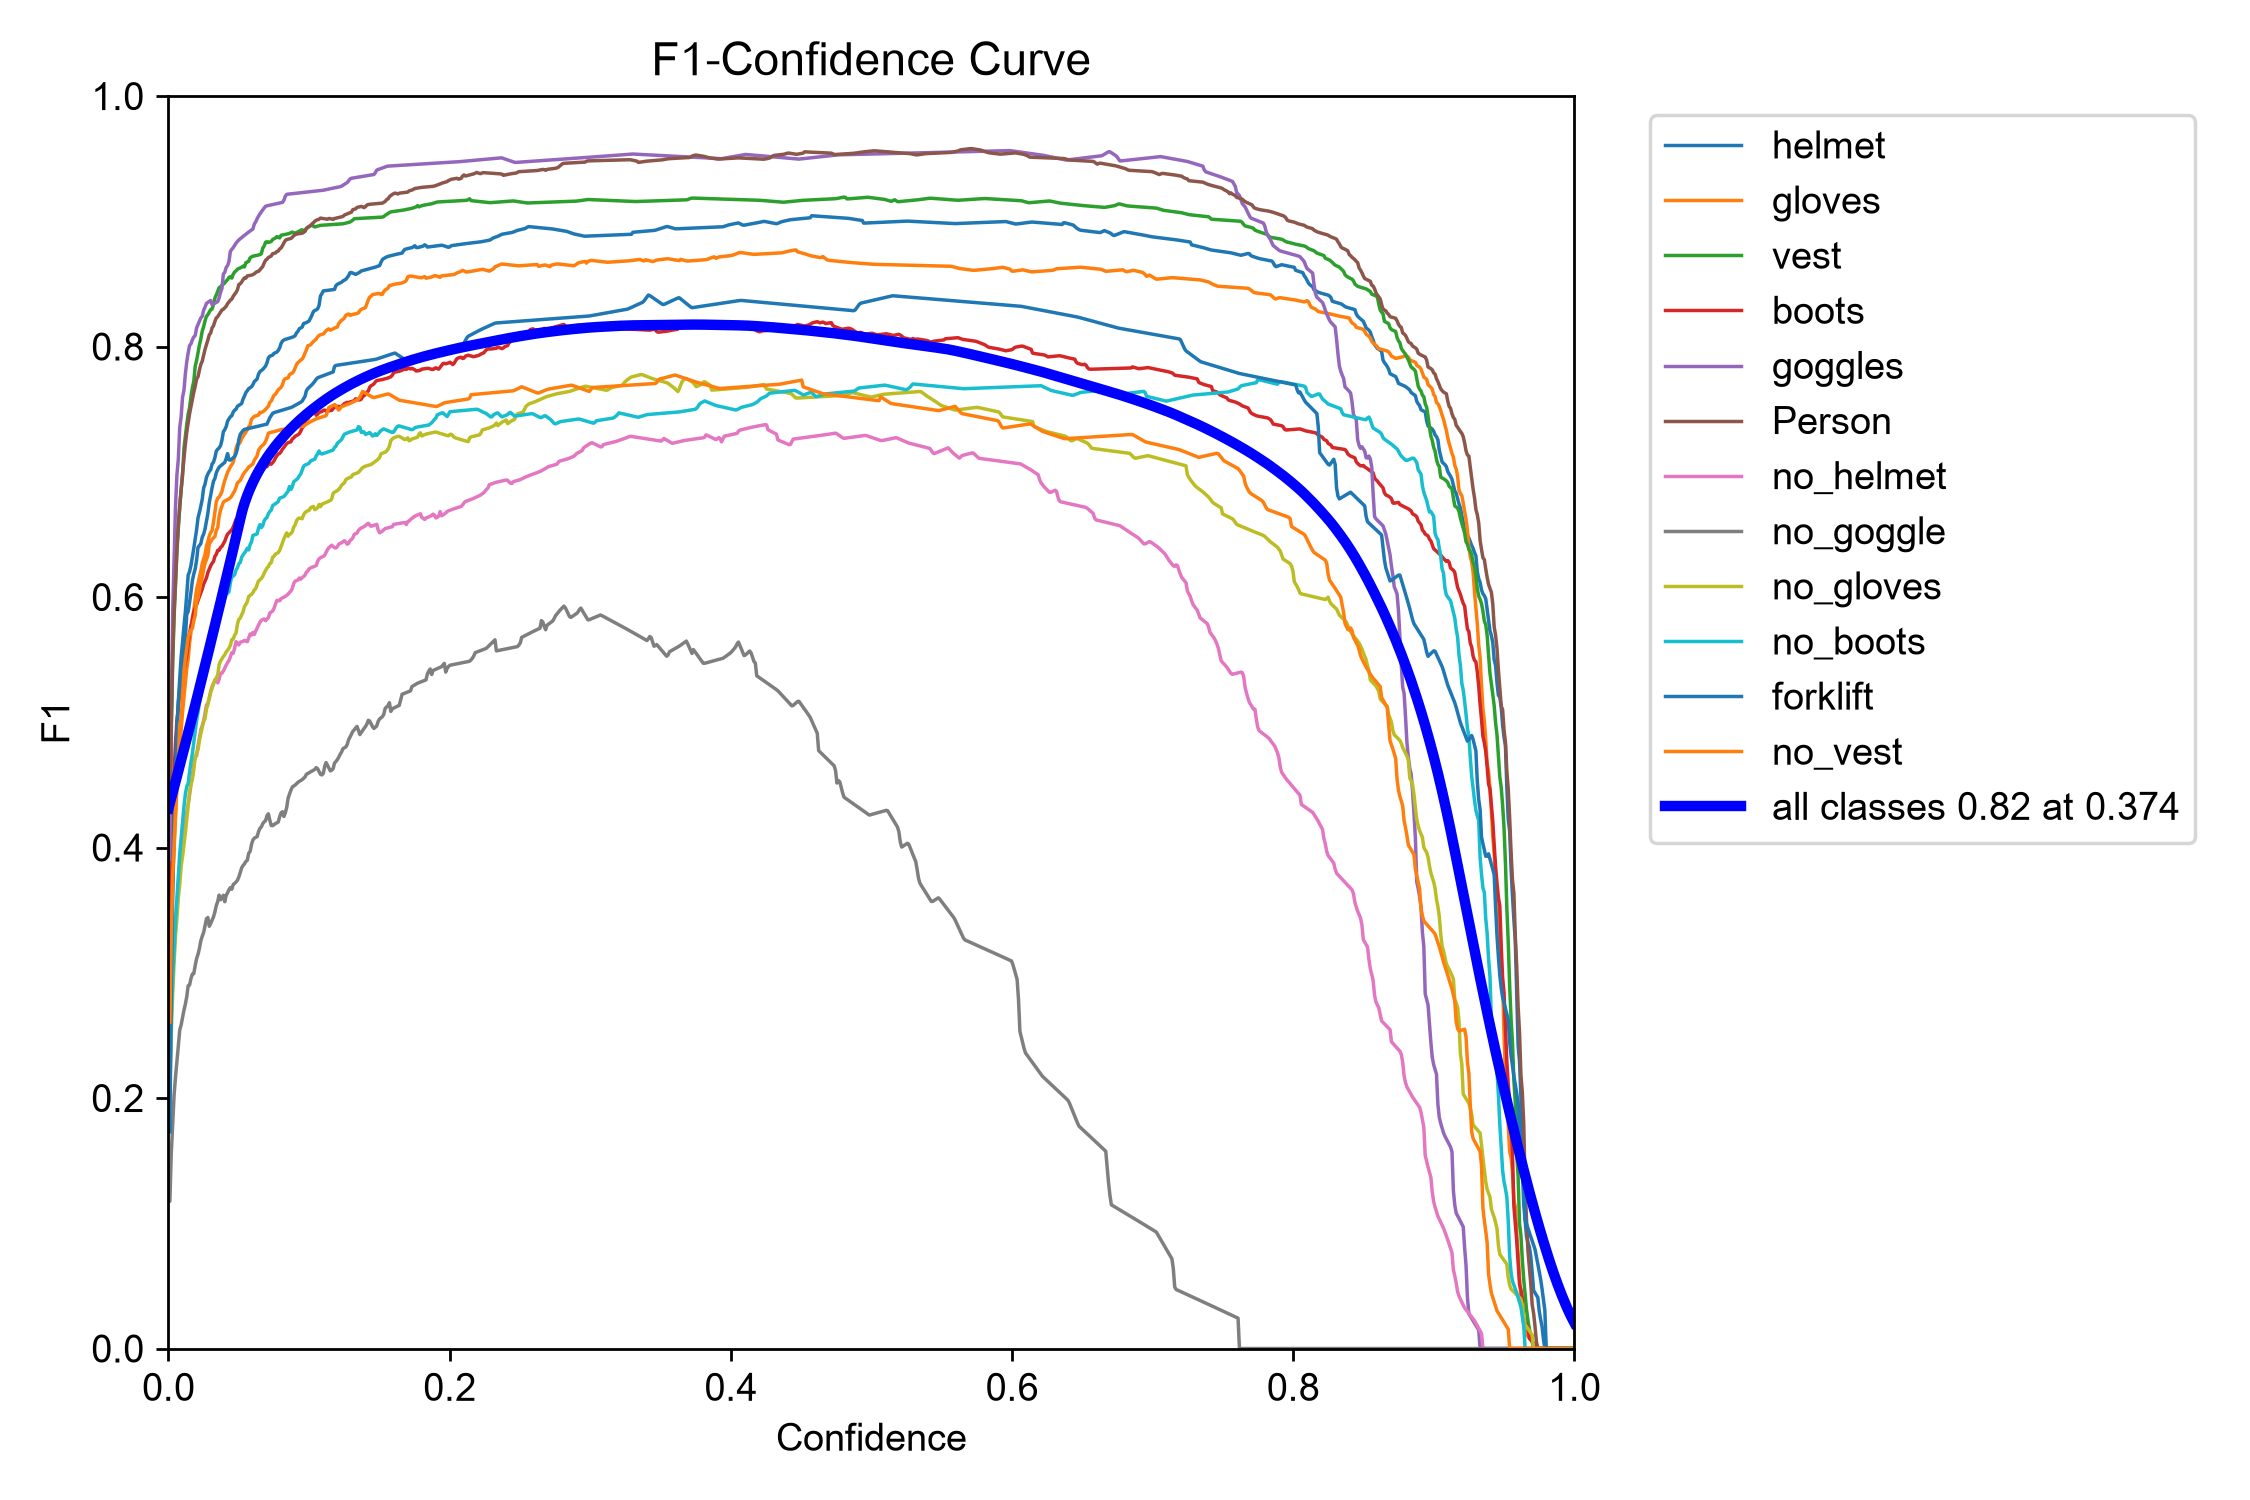 F1-Confidence Curve
1.0
0.8
0.6
0.4
0.2
0.0
F1
0.0 0.2 0.4 0.6 0.8 1.0
Confidence
helmet
gloves
vest
boots
goggles
Person
no_helmet
no_goggle
no_gloves
no_boots
forklift
no_vest
all classes 0.82 at 0.374